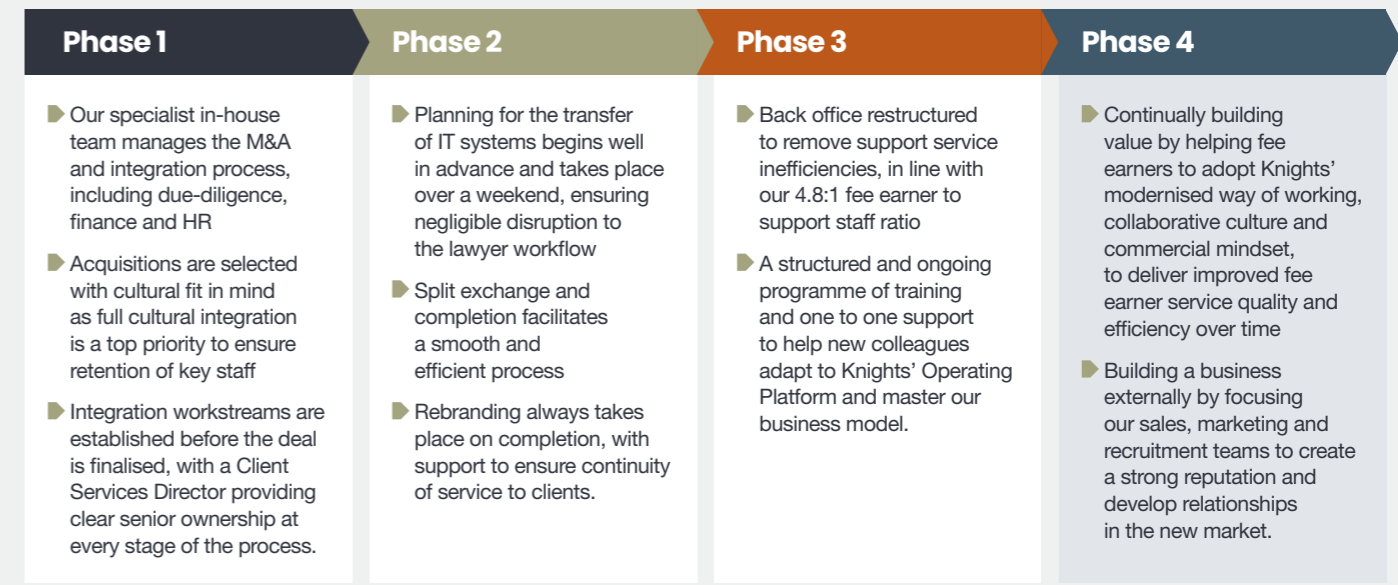 Phase 1
Our specialist in-house
team manages the M&A
and integration process,
including due-diligence,
finance and HR
Acquisitions are selected
with cultural fit in mind
as full cultural integration
is a top priority to ensure
retention of key staff
Integration workstreams are
established before the deal
is finalised, with a Client
Services Director providing
clear senior ownership at
every stage of the process.
Phase 2
Planning for the transfer
of IT systems begins well
in advance and takes place
over a weekend, ensuring
negligible disruption to
the lawyer workflow
Split exchange and
completion facilitates
a smooth and
efficient process
Rebranding always takes
place on completion, with
support to ensure continuity
of service to clients.
Phase 3
Back office restructured
to remove support service
inefficiencies, in line with
our 4.8:1 fee earner to
support staff ratio
A structured and ongoing
programme of training
and one to one support
to help new colleagues
adapt to Knights’ Operating
Platform and master our
business model.
Phase 4
Continually building
value by helping fee
earners to adopt Knights’
modernised way of working,
collaborative culture and
commercial mindset,
to deliver improved fee
earner service quality and
efficiency over time
Building a business
externally by focusing
our sales, marketing and
recruitment teams to create
a strong reputation and
develop relationships
in the new market.